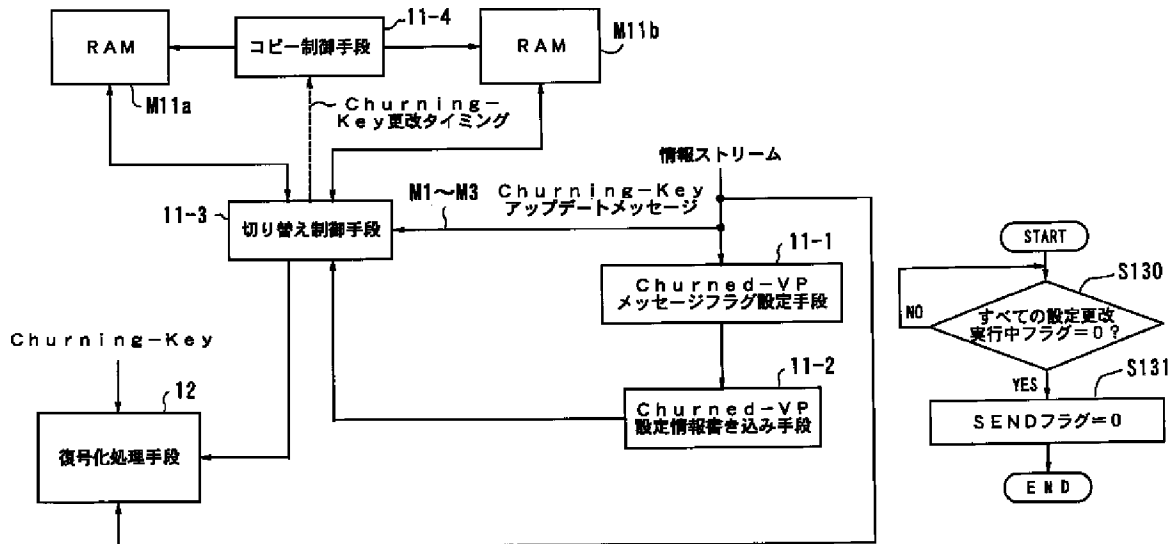 11-4
RAM
コピー制御手段
RAM
M11b
M11a
Churning-
Key更改タイミング
情報ストリーム
M1～M3
Churning-Key
アップデートメッセージ
11-3
切り替え制御手段
11-1
Churned-VP
メッセージフラグ設定手段
Churning-Key
11-2
Churned-VP
設定情報書き込み手段
12
復号化処理手段
START
S130
すべての設定更改
実行中フラグ=0?
NO
YES
S131
SENDフラグ=0
END